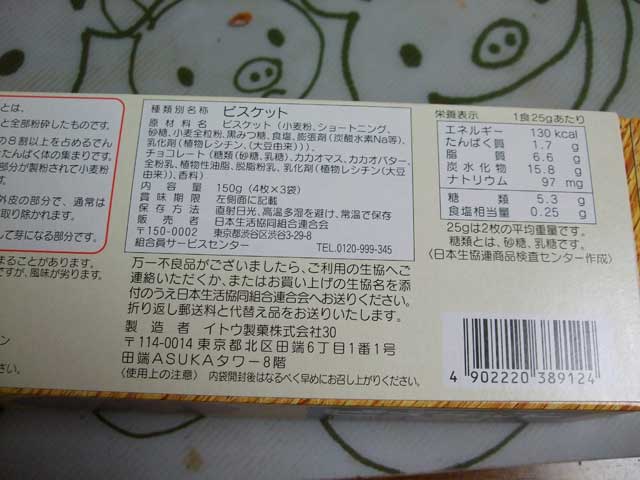 とは、
と全部粉砕したものです。
の8割以上を占めるでん
たんぱく体の集まりです。
部分が製粉されて小麦粉
外皮の部分で、通常は
取り除かれます。
して芽になる部分です。
まることがあります。
ですが、風味が劣ります。
種類別名称 ビスケット
原材料名 ビスケット(小麦粉、ショートニング、
砂糖、小麦全粒粉、黒みつ糖、食塩、膨張剤(炭酸水素Na等)、
乳化剤(植物レシチン、(大豆由来)))、
チョコレート(糖類(砂糖、乳糖)、カカオマス、カカオバター、
全粉乳、植物性油脂、脱脂粉乳、乳化剤(植物レシチン(大豆
由来)、香料)
内容量 150g(4枚×3袋)
賞味期限 左側面に記載
保存方法 直射日光、高温多湿を避け、常温で保存
販売者 日本生活協同組合連合会
〒150-0002 東京都渋谷区渋谷3-29-8
組合員サービスセンター TEL.0120-999-345
万一不良品がございましたら、ご利用の生協へご
連絡いただくか、またはお買い上げの生協名を添
付のうえ日本生活協同組合連合会へお送りください。
折り返し郵送料と代替え品をお送りいたします。
製造者 イトウ製菓株式会社30
〒114-0014 東京都北区田端6丁目1番1号
田端ASUKAタワー8階
〈使用上の注意〉 内袋開封後はなるべく早めにお召し上がりください。
栄養表示 1食25gあたり
エネルギー 130 kcal
たんぱく質 1.7 g
脂質 6.6 g
炭水化物 15.8 g
ナトリウム 97 mg
糖類 5.3 g
食塩相当量 0.25 g
25gは2枚の平均重量です。
糖類とは、砂糖、乳糖です。
〈日本生協連商品検査センター作成〉
4 902220 389124